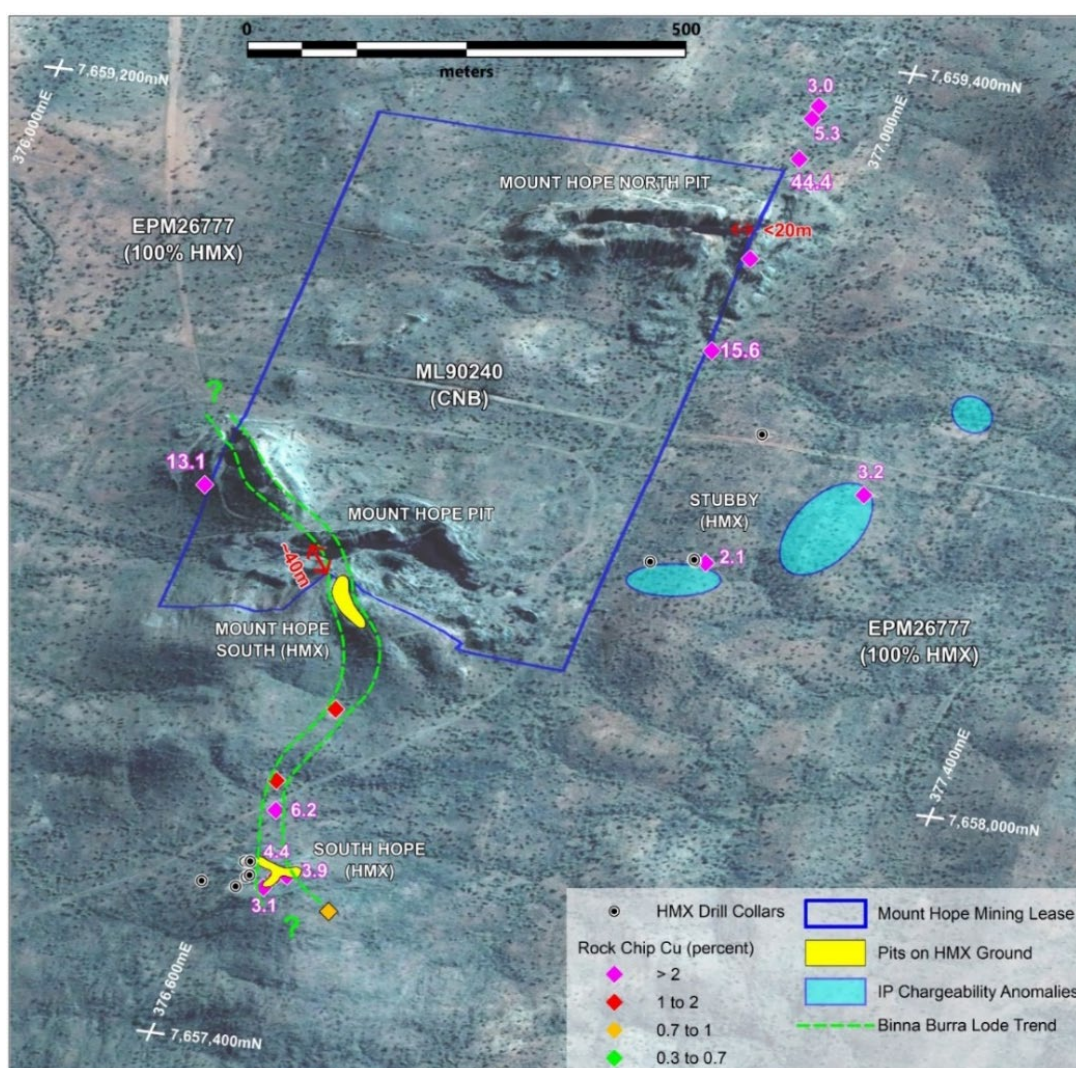 0
500
meters
7,659,200mN
376,000mE
7,659,400mN
377,000mE
3.0
5.3
44.4
MOUNT HOPE NORTH PIT
<20m
EPM26777
(100% HMX)
15.6
ML90240
(CNB)
?
13.1
MOUNT HOPE PIT
~40m
STUBBY
(HMX)
3.2
2.1
MOUNT HOPE
SOUTH (HMX)
EPM26777
(100% HMX)
377,400mE
7,658,000mN
6.2
4.4
SOUTH HOPE
(HMX)
3.9
3.1
?
376,600mE
7,657,400mN
HMX Drill Collars
Rock Chip Cu (percent)
> 2
1 to 2
0.7 to 1
0.3 to 0.7
Mount Hope Mining Lease
Pits on HMX Ground
IP Chargeability Anomalies
Binna Burra Lode Trend